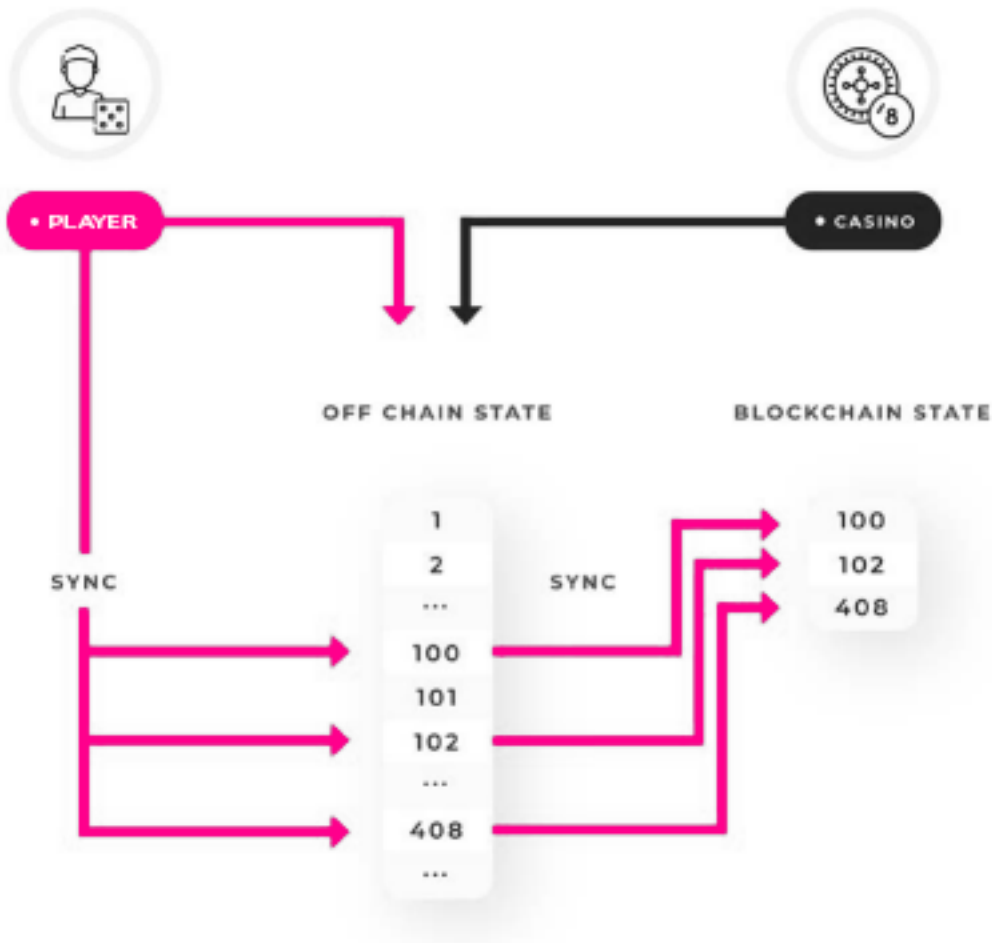 • PLAYER
• CASINO
OFF CHAIN STATE
BLOCKCHAIN STATE
1
2
...
100
101
102
...
408
...
SYNC
SYNC
100
102
408
8